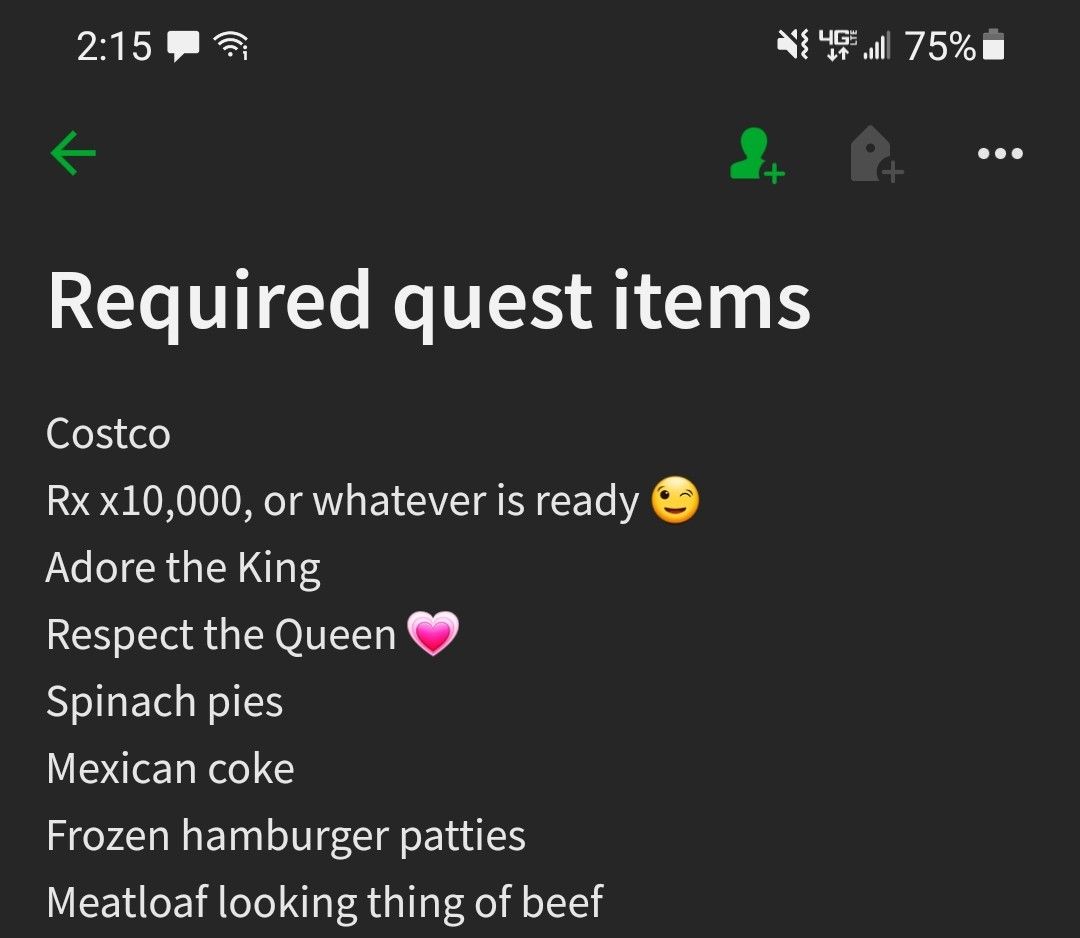 2:15 4G LTE 75%
Required quest items
Costco
Rx x10,000, or whatever is ready 😉
Adore the King
Respect the Queen 💗
Spinach pies
Mexican coke
Frozen hamburger patties
Meatloaf looking thing of beef